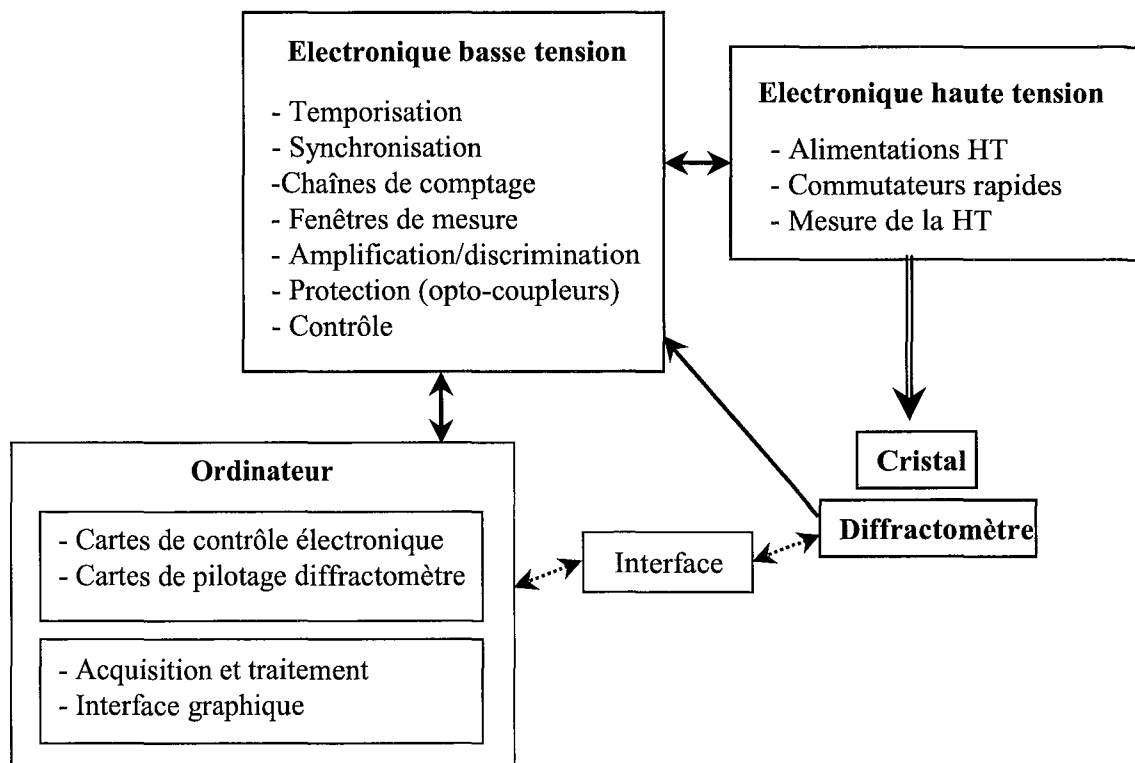 Electronique basse tension
- Temporisation
- Synchronisation
-Chaînes de comptage
- Fenêtres de mesure
- Amplification/discrimination
- Protection (opto-coupleurs)
- Contrôle
Electronique haute tension
- Alimentations HT
- Commutateurs rapides
- Mesure de la HT
Cristal
Diffractomètre
Interface
Ordinateur
- Cartes de contrôle électronique
- Cartes de pilotage diffractomètre
- Acquisition et traitement
- Interface graphique